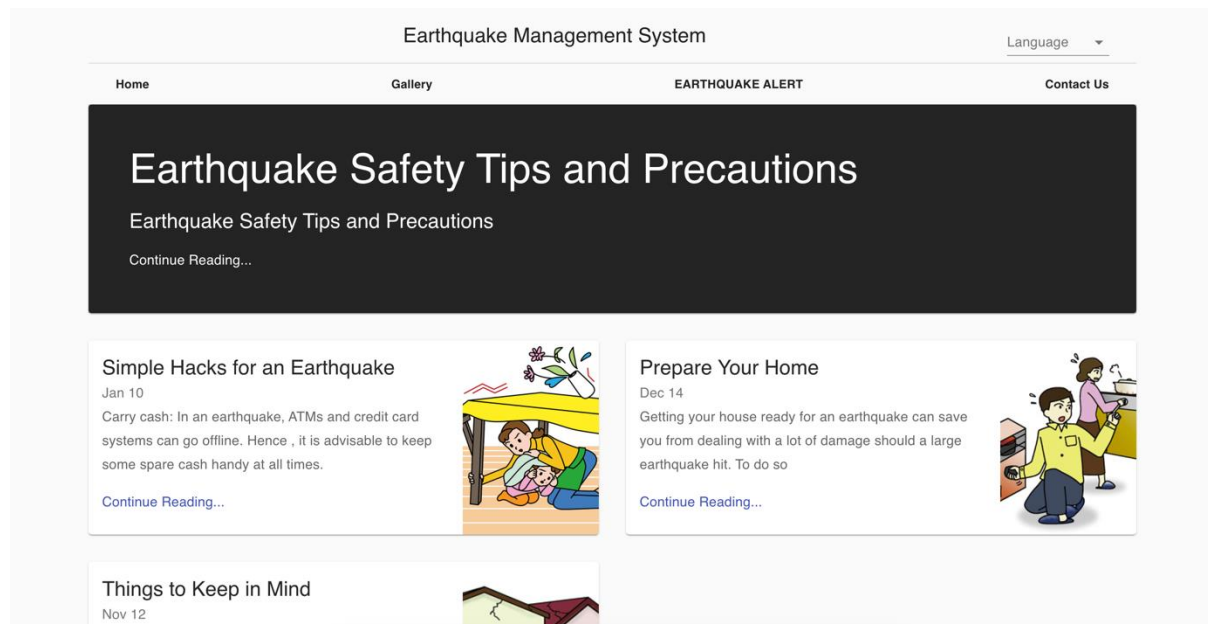 Earthquake Management System
Language
Home
Gallery
EARTHQUAKE ALERT
Contact Us
Earthquake Safety Tips and Precautions
Earthquake Safety Tips and Precautions
Continue Reading...
Simple Hacks for an Earthquake
Jan 10
Carry cash: In an earthquake, ATMs and credit card
systems can go offline. Hence , it is advisable to keep
some spare cash handy at all times.
Continue Reading...
Prepare Your Home
Dec 14
Getting your house ready for an earthquake can save
you from dealing with a lot of damage should a large
earthquake hit. To do so
Continue Reading...
Things to Keep in Mind
Nov 12